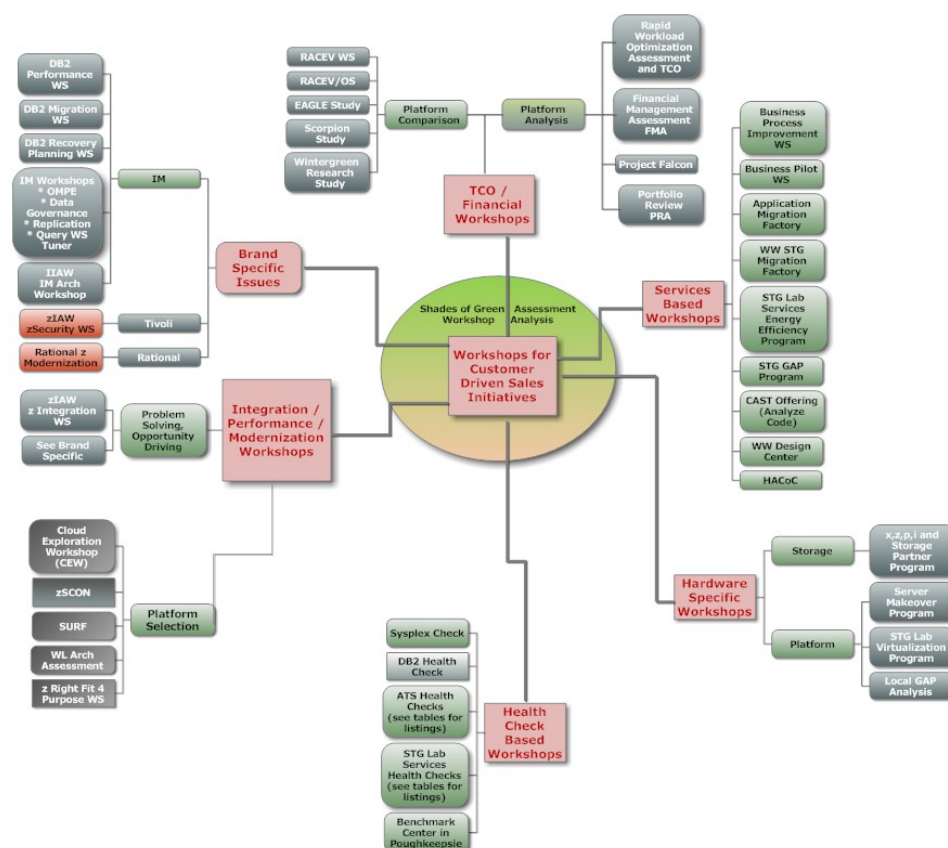 DB2
Performance
WS
DB2 Migration
WS
DB2 Recovery
Planning WS
IM Workshops
* OMPE
* Data
Governance
* Replication
* Query WS
Tuner
IIAW
IM Arch
Workshop
zIAW
zSecurity WS
Rational z
Modernization
IM
Tivoli
Rational
Brand
Specific
Issues
RACEV WS
RACEV/OS
EAGLE Study
Scorpion
Study
Wintergreen
Research
Study
Platform
Comparison
Platform
Analysis
Rapid
Workload
Optimization
Assessment
and TCO
Financial
Management
Assessment
FMA
Project Falcon
Portfolio
Review
PRA
TCO /
Financial
Workshops
Shades of Green
Workshop
Assessment
Analysis
Workshops for
Customer
Driven Sales
Initiatives
Services
Based
Workshops
Business
Process
Improvement
WS
Business Pilot
WS
Application
Migration
Factory
WW STG
Migration
Factory
STG Lab
Services
Energy
Efficiency
Program
STG GAP
Program
CAST Offering
(Analyze
Code)
WW Design
Center
HACoC
zIAW
z Integration
WS
See Brand
Specific
Problem
Solving,
Opportunity
Driving
Integration /
Performance /
Modernization
Workshops
Cloud
Exploration
Workshop
(CEW)
zSCON
SURF
WL Arch
Assessment
z Right Fit 4
Purpose WS
Platform
Selection
Sysplex Check
DB2 Health
Check
ATS Health
Checks
(see tables for
listings)
STG Lab
Services
Health Checks
(see tables for
listings)
Benchmark
Center in
Poughkeepsie
Health
Check
Based
Workshops
Hardware
Specific
Workshops
Storage
Platform
x,z,p,i and
Storage
Partner
Program
Server
Makeover
Program
STG Lab
Virtualization
Program
Local GAP
Analysis